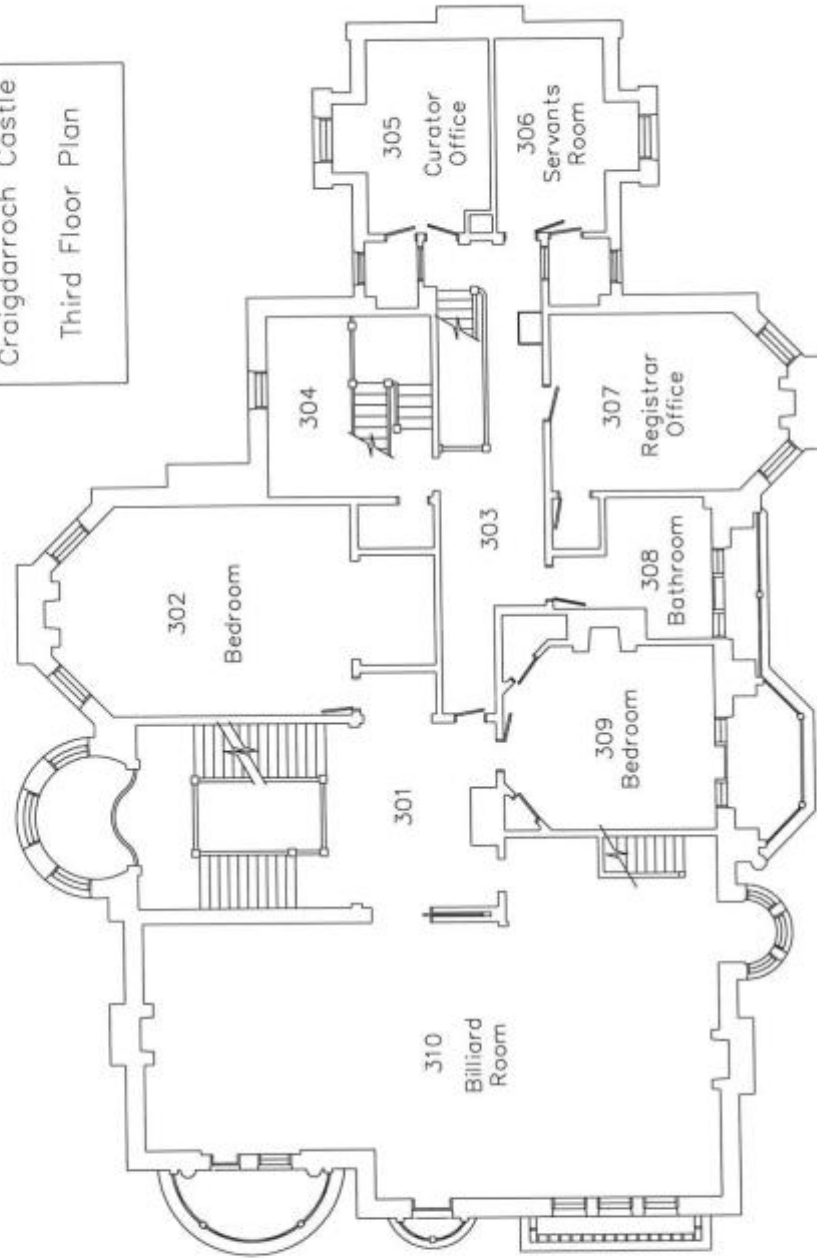 Craigdarroch Castle
Third Floor Plan
305
Curator
Office
306
Servants
Room
304
307
Registrar
Office
303
302
Bedroom
308
Bathroom
301
309
Bedroom
310
Billiard
Room